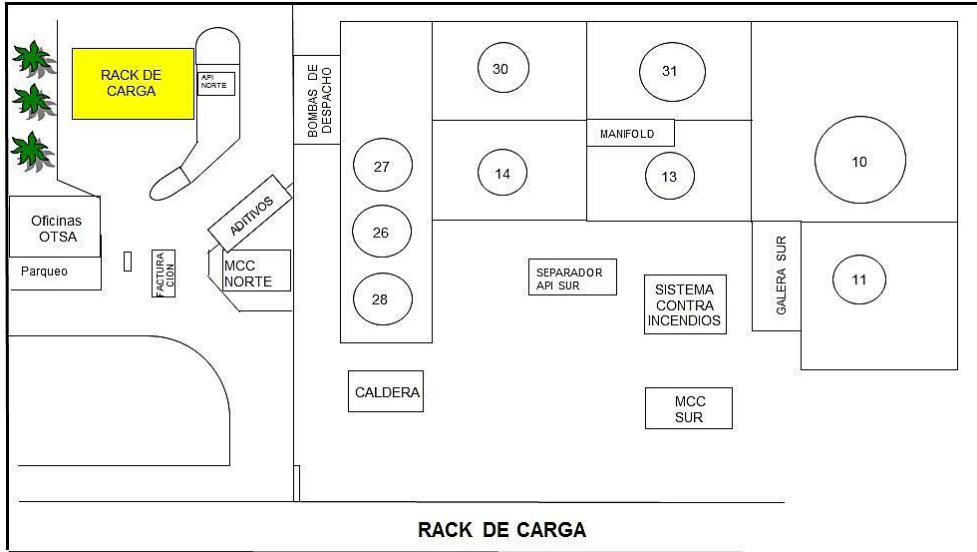 RACK DE
CARGA
API
NORTE
BOMBAS DE
DESPACHO
30
31
MANIFOLD
10
27
14
13
26
28
ADITIVOS
Oficinas
OTSA
Parqueo
FACTURA
CION
MCC
NORTE
SEPARADOR
API SUR
SISTEMA
CONTRA
INCENDIOS
GALERA SUR
11
CALDERA
MCC
SUR
RACK DE CARGA